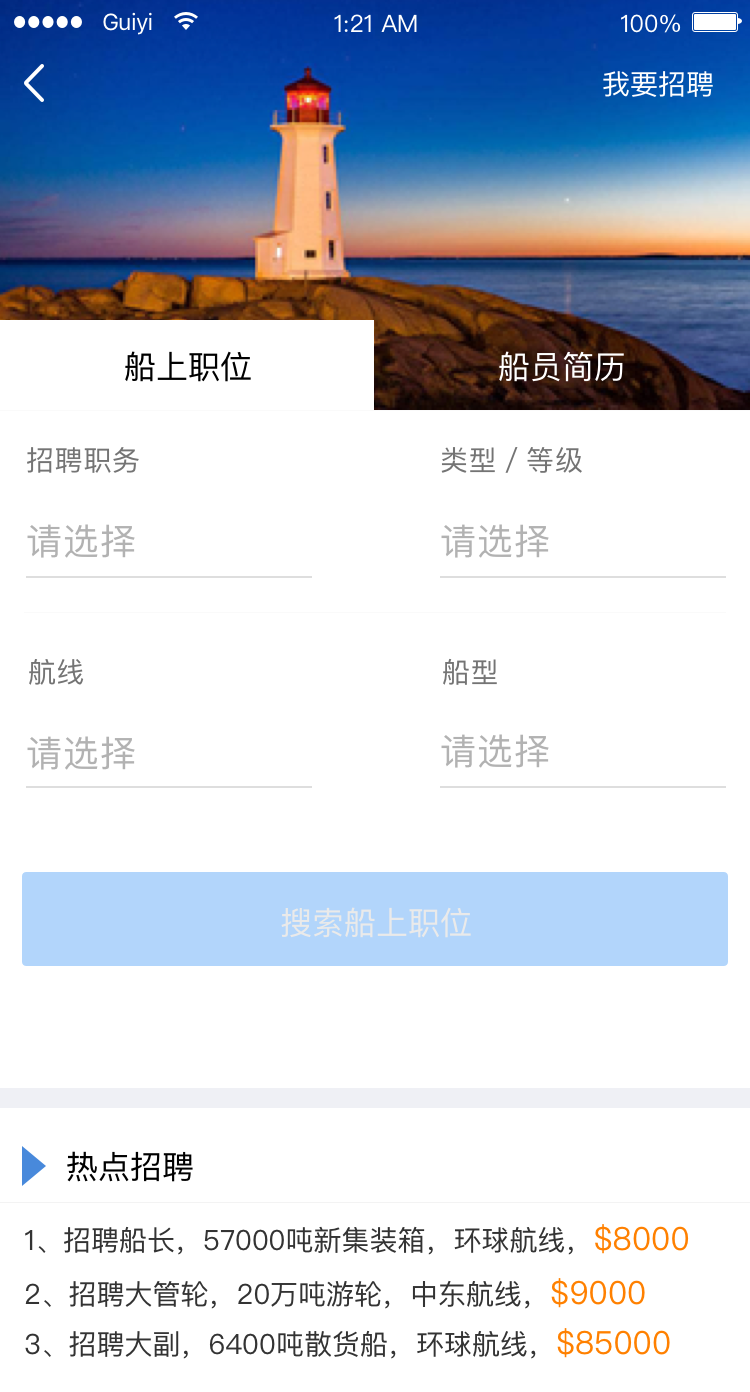 Guiyi 1:21 AM 100%
我要招聘
船上职位 船员简历
招聘职务 类型 / 等级
请选择 请选择
航线 船型
请选择 请选择
搜索船上职位
热点招聘
1、招聘船长，57000吨新集装箱，环球航线，$8000
2、招聘大管轮，20万吨游轮，中东航线，$9000
3、招聘大副，6400吨散货船，环球航线，$85000